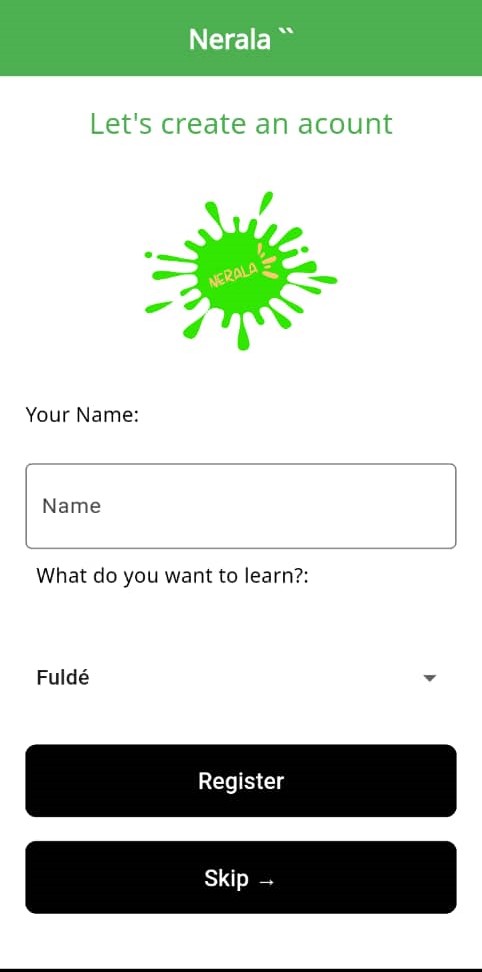 Nerala ``
Let's create an acount
NERALA
Your Name:
Name
What do you want to learn?:
Fuldé
Register
Skip →